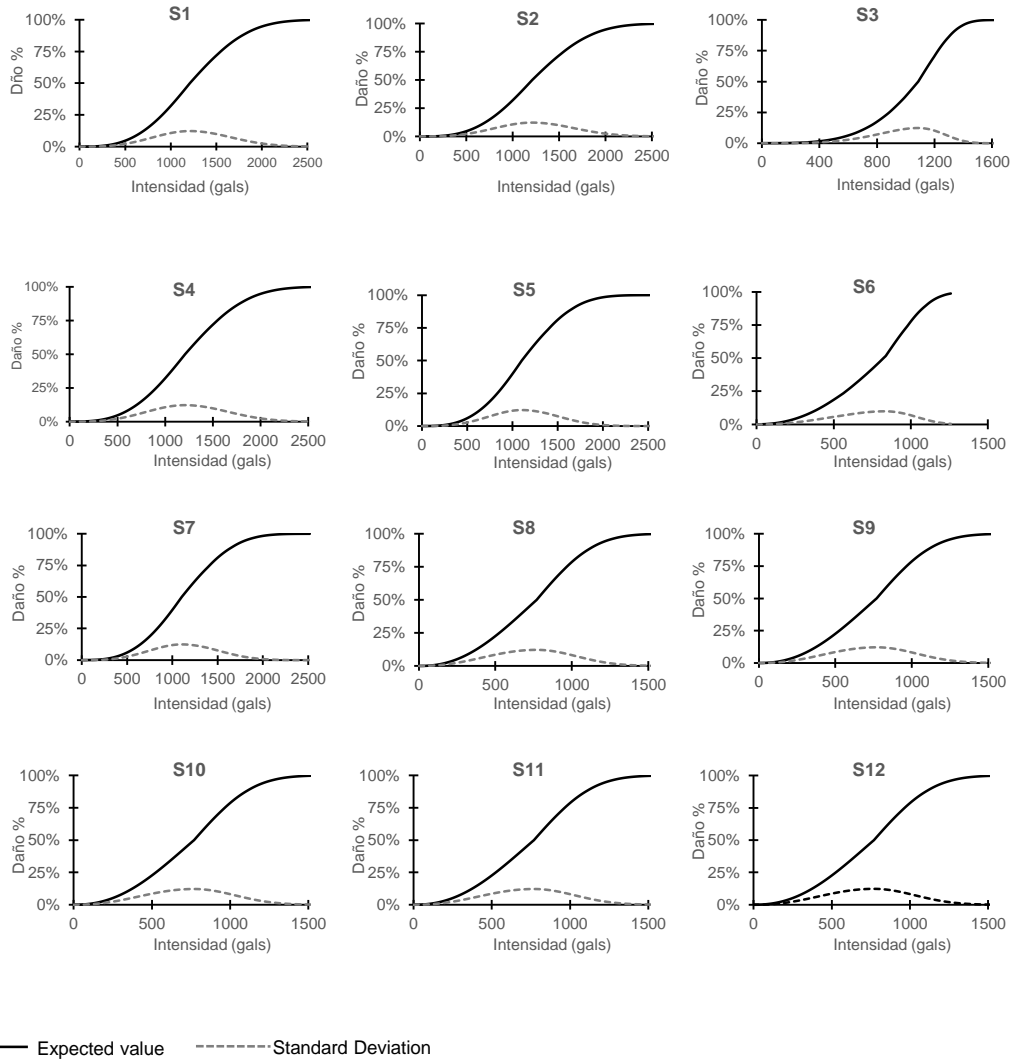 S1
100%
75%
50%
25%
0%
Dño %
0 500 1000 1500 2000 2500
Intensidad (gals)
S2
100%
75%
50%
25%
0%
Daño %
0 500 1000 1500 2000 2500
Intensidad (gals)
S3
100%
75%
50%
25%
0%
Daño %
0 400 800 1200 1600
Intensidad (gals)
S4
100%
75%
50%
25%
0%
Daño %
0 500 1000 1500 2000 2500
Intensidad (gals)
S5
100%
75%
50%
25%
0%
Daño %
0 500 1000 1500 2000 2500
Intensidad (gals)
S6
100%
75%
50%
25%
0%
Daño %
0 500 1000 1500
Intensidad (gals)
S7
100%
75%
50%
25%
0%
Daño %
0 500 1000 1500 2000 2500
Intensidad (gals)
S8
100%
75%
50%
25%
0%
Daño %
0 500 1000 1500
Intensidad (gals)
S9
100%
75%
50%
25%
0%
Daño %
0 500 1000 1500
Intensidad (gals)
S10
100%
75%
50%
25%
0%
Daño %
0 500 1000 1500
Intensidad (gals)
S11
100%
75%
50%
25%
0%
Daño %
0 500 1000 1500
Intensidad (gals)
S12
100%
75%
50%
25%
0%
Daño %
0 500 1000 1500
Intensidad (gals)
Expected value Standard Deviation